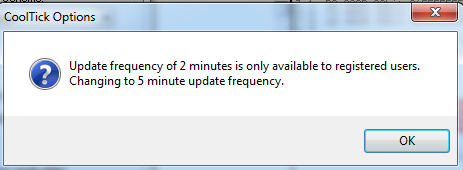 CoolTick Options
Update frequency of 2 minutes is only available to registered users.
Changing to 5 minute update frequency.
OK